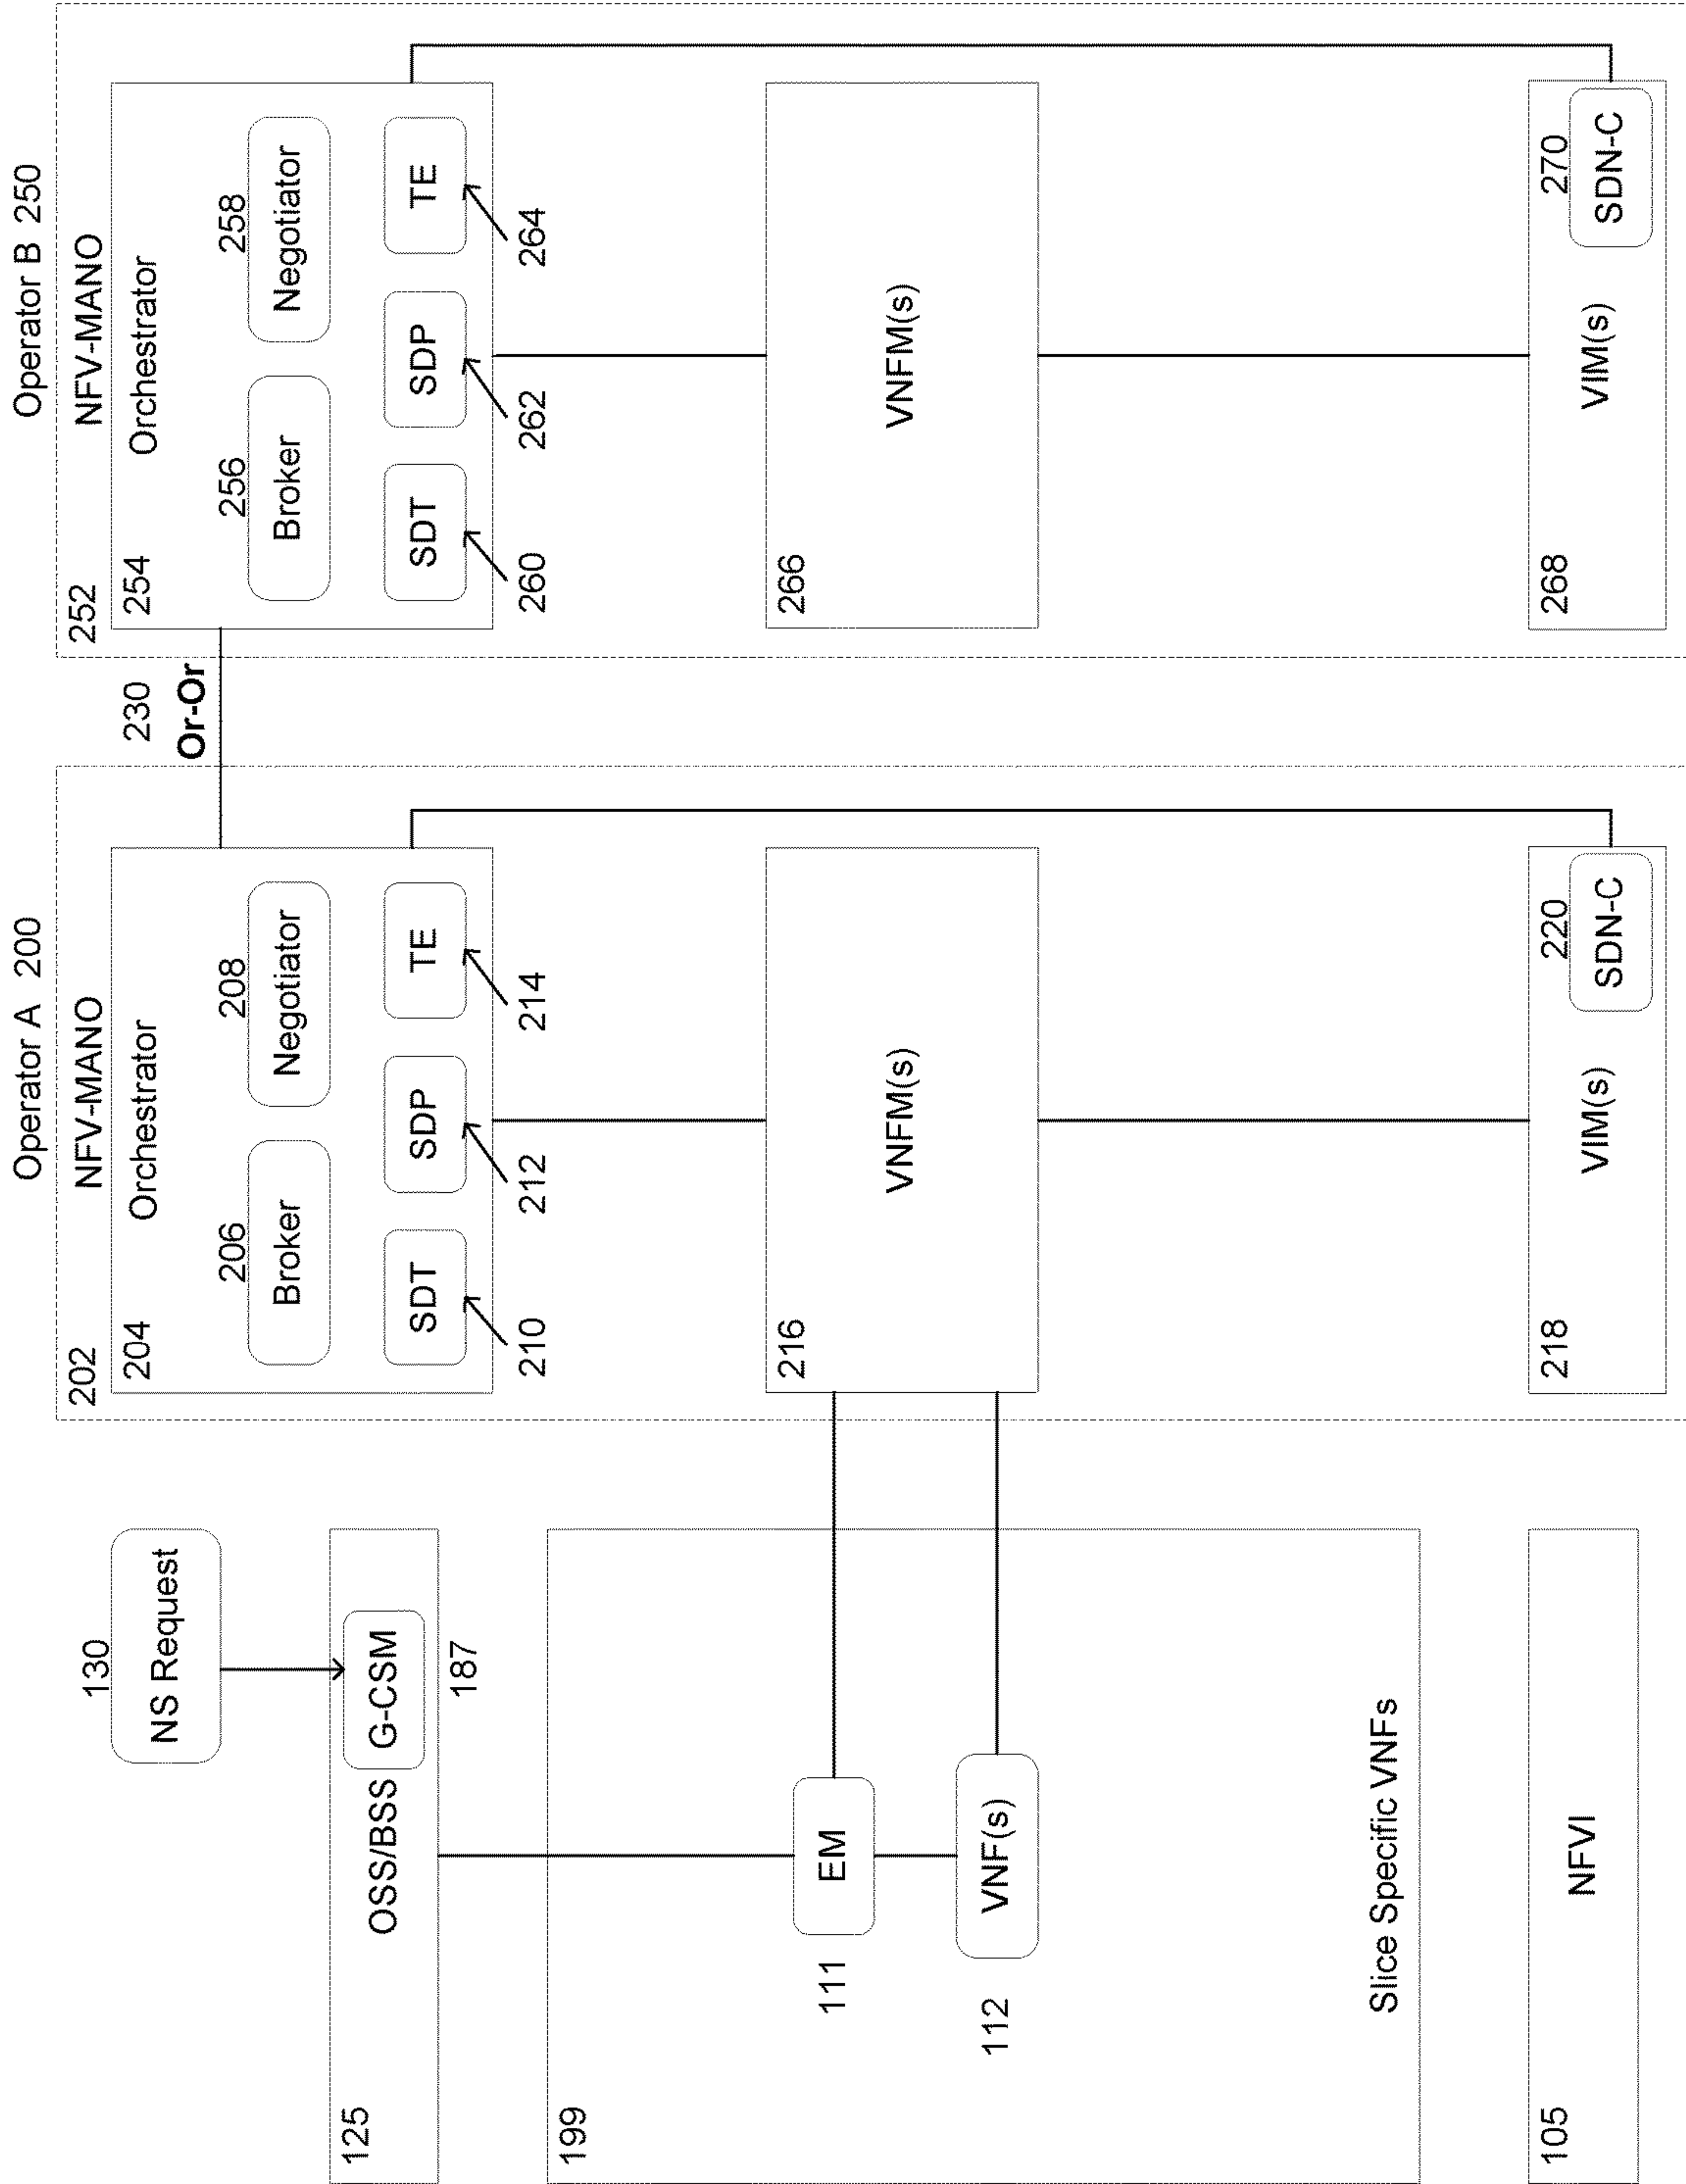 130
NS Request
125
OSS/BSS
G-CSM
187
199
EM
111
VNF(s)
112
Slice Specific VNFs
105
NFVI
Operator A 200
202
NFV-MANO
204
Orchestrator
206
Broker
208
Negotiator
SDT
SDP
TE
210
212
214
216
VNFM(s)
218
VIM(s)
220
SDN-C
230
Or-Or
Operator B 250
252
NFV-MANO
254
Orchestrator
256
Broker
258
Negotiator
SDT
SDP
TE
260
262
264
266
VNFM(s)
268
VIM(s)
270
SDN-C